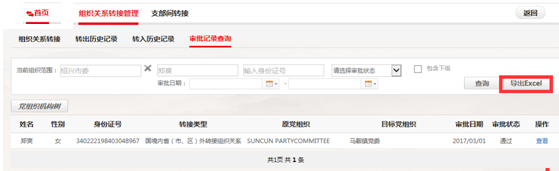 首页 组织关系管理 支部间转接 返回
组织关系转接 转出历史记录 转入历史记录 审批记录查询
当前组织范围： 绍兴市委 郑爽 输入身份证号 请选择审批状态 包含下级
审批日期： - 查询 导出Excel
党组织机构树
姓名 性别 身份证号 转接类型 原党组织 目标党组织 审批日期 审批状态 操作
郑爽 女 340222198403048967 国境内省（市、区）外转接组织关系 SUNCUN PARTYCOMMITTEE 马鞍镇党委 2017/03/01 通过 查看
共1页 共 1 条